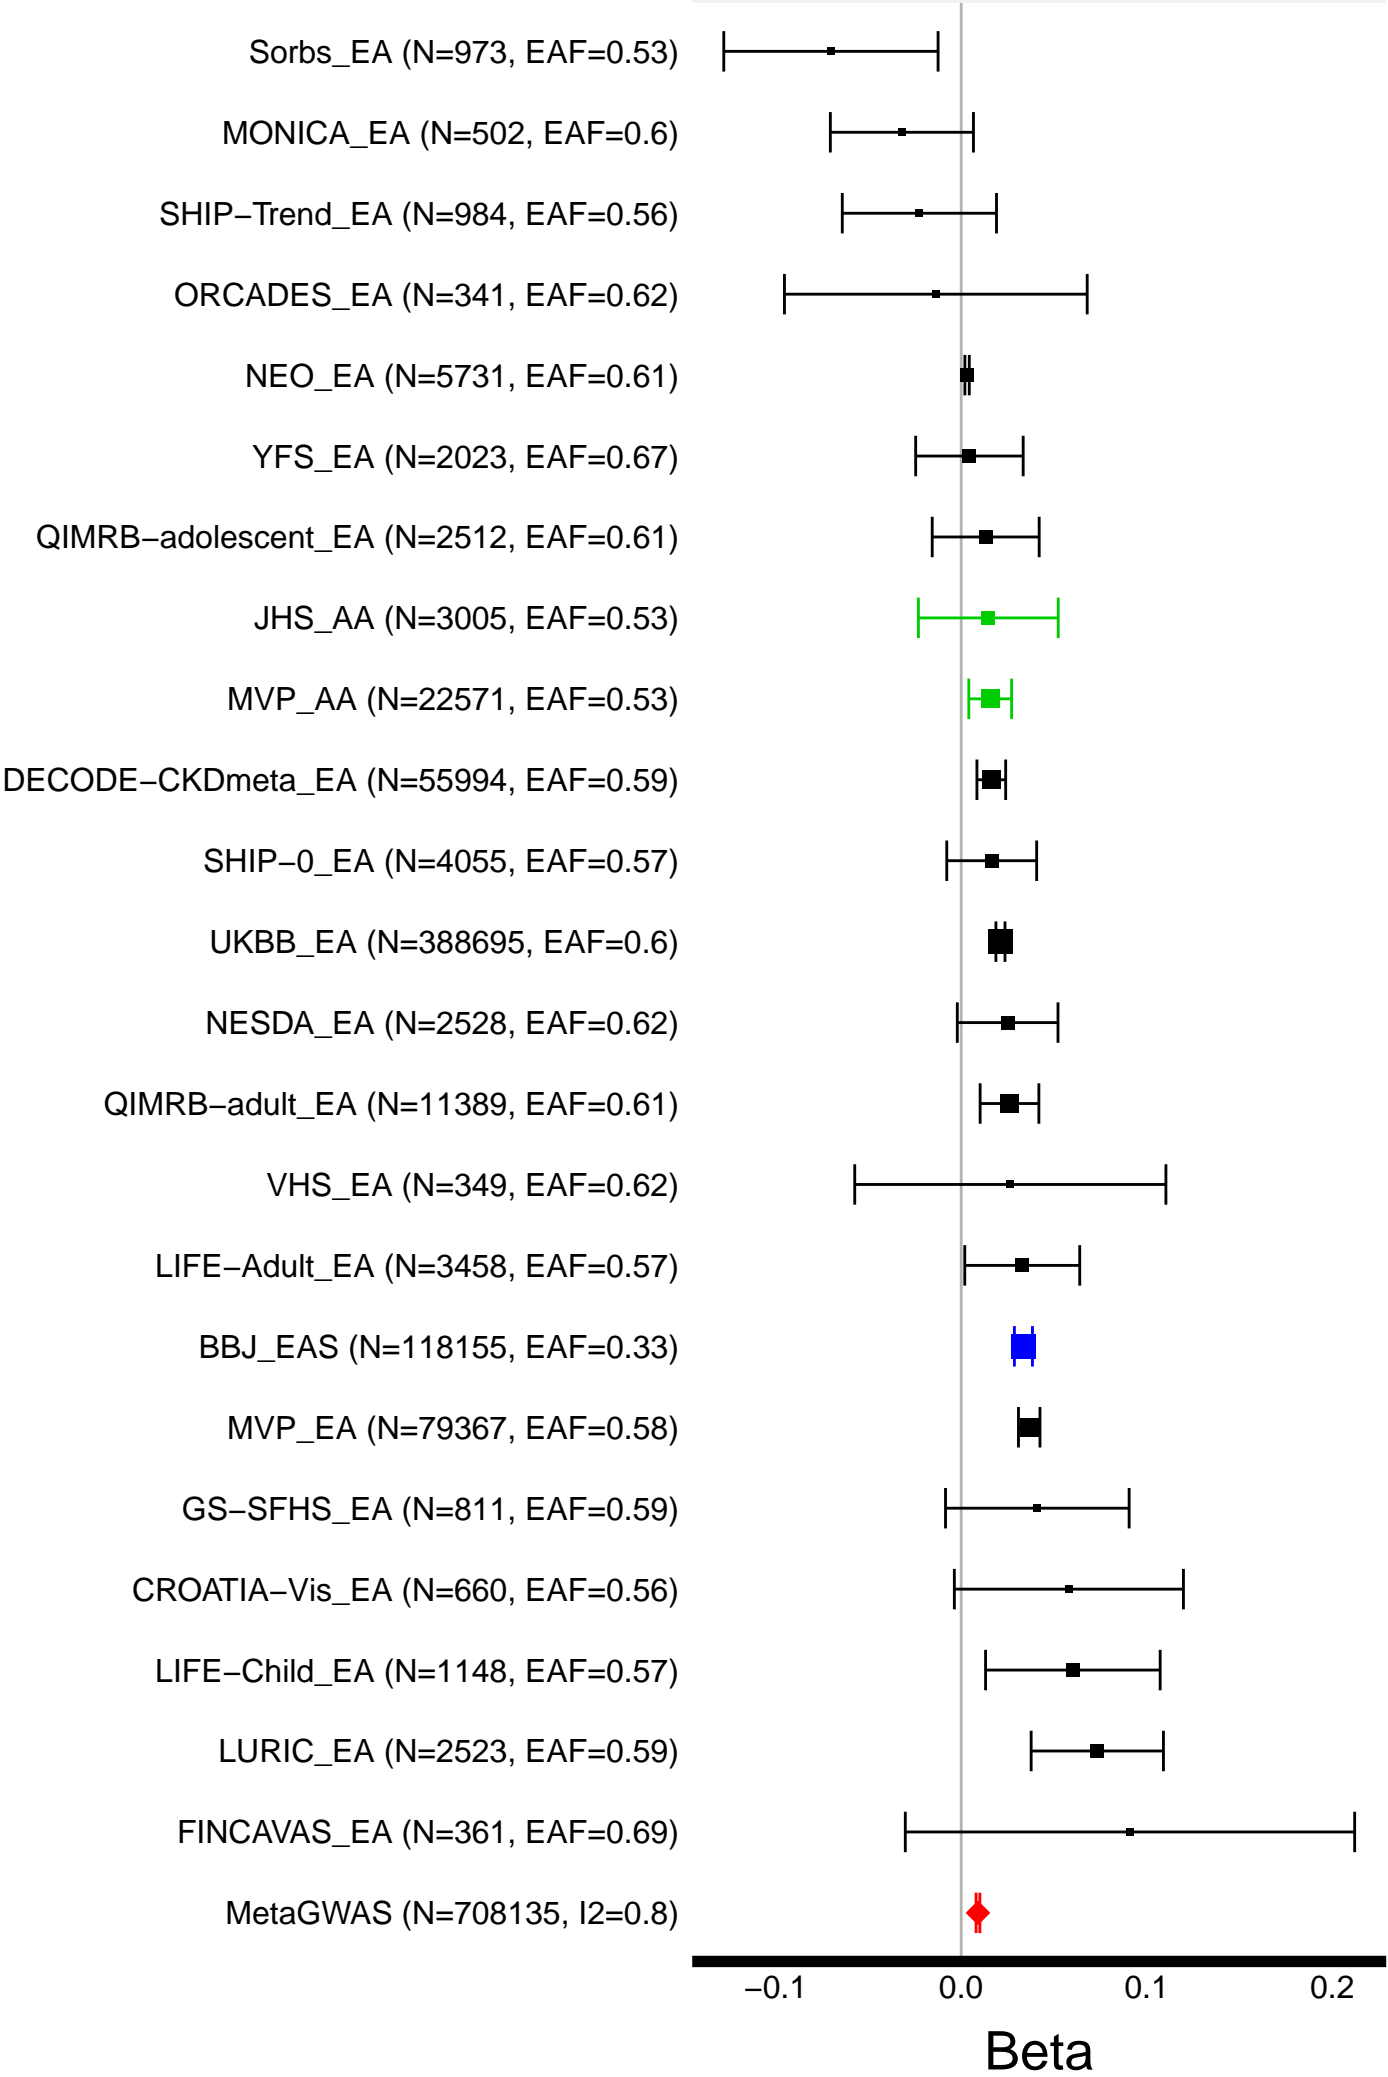 Sorbs_EA (N=973, EAF=0.53)
MONICA_EA (N=502, EAF=0.6)
SHIP−Trend_EA (N=984, EAF=0.56)
ORCADES_EA (N=341, EAF=0.62)
NEO_EA (N=5731, EAF=0.61)
YFS_EA (N=2023, EAF=0.67)
QIMRB−adolescent_EA (N=2512, EAF=0.61)
JHS_AA (N=3005, EAF=0.53)
MVP_AA (N=22571, EAF=0.53)
DECODE−CKDmeta_EA (N=55994, EAF=0.59)
SHIP−0_EA (N=4055, EAF=0.57)
UKBB_EA (N=388695, EAF=0.6)
NESDA_EA (N=2528, EAF=0.62)
QIMRB−adult_EA (N=11389, EAF=0.61)
VHS_EA (N=349, EAF=0.62)
LIFE−Adult_EA (N=3458, EAF=0.57)
BBJ_EAS (N=118155, EAF=0.33)
MVP_EA (N=79367, EAF=0.58)
GS−SFHS_EA (N=811, EAF=0.59)
CROATIA−Vis_EA (N=660, EAF=0.56)
LIFE−Child_EA (N=1148, EAF=0.57)
LURIC_EA (N=2523, EAF=0.59)
FINCAVAS_EA (N=361, EAF=0.69)
MetaGWAS (N=708135, I2=0.8)
−0.1 0.0 0.1 0.2
Beta